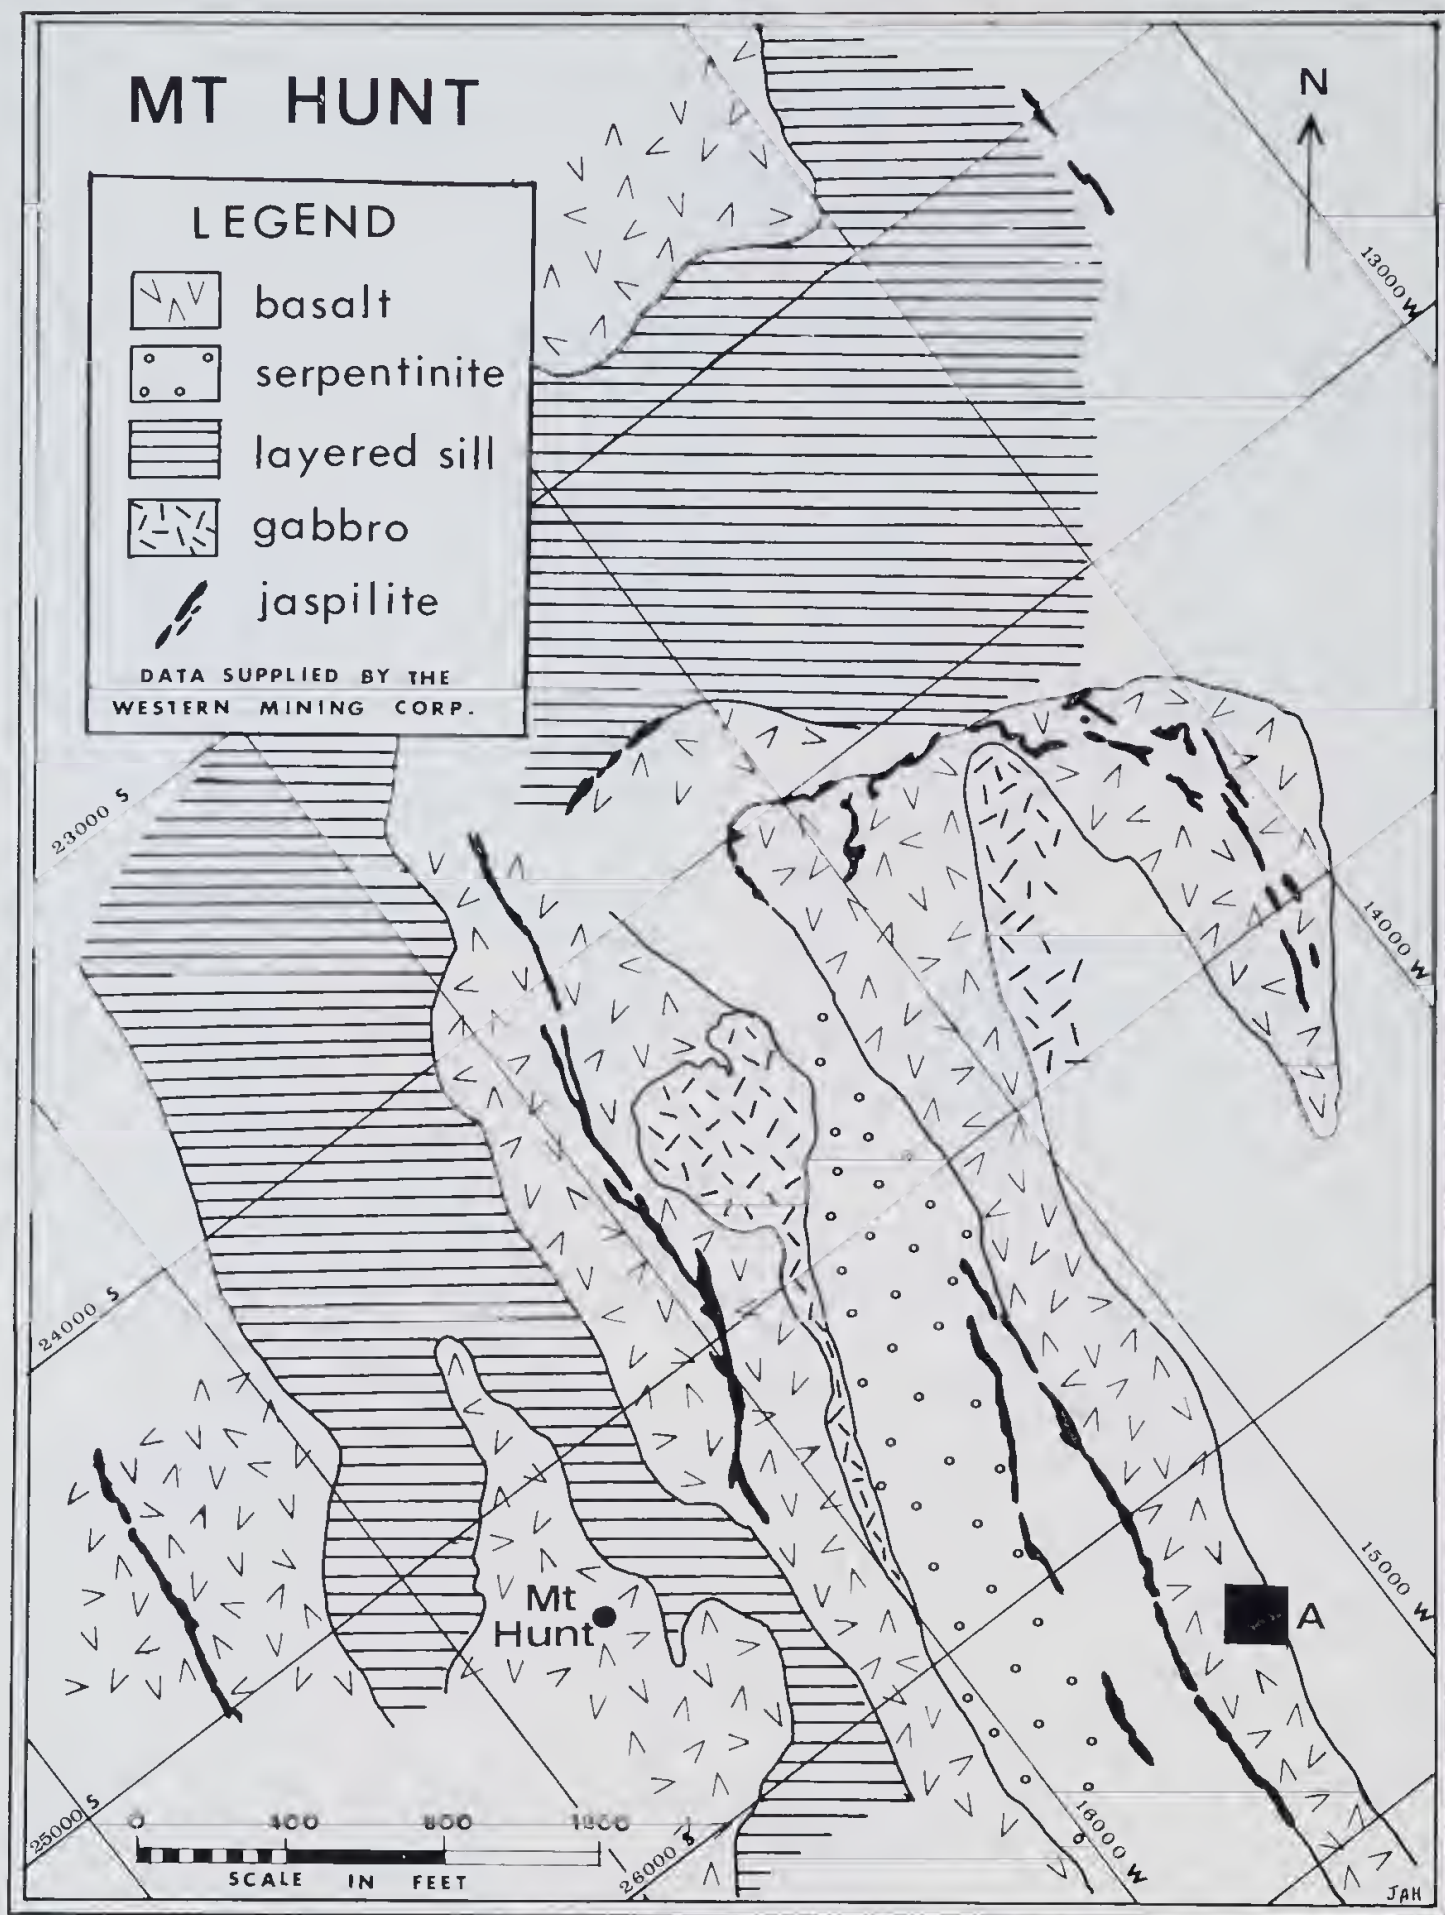 MT HUNT
N
LEGEND
basalt
serpentinite
layered sill
gabbro
jaspilite
DATA SUPPLIED BY THE
WESTERN MINING CORP.
13000 W
23000 S
14000 W
24000 S
15000 W
Mt
Hunt
A
25000 S
0 400 800 1200
SCALE IN FEET
26000 S
16000 W
JAH